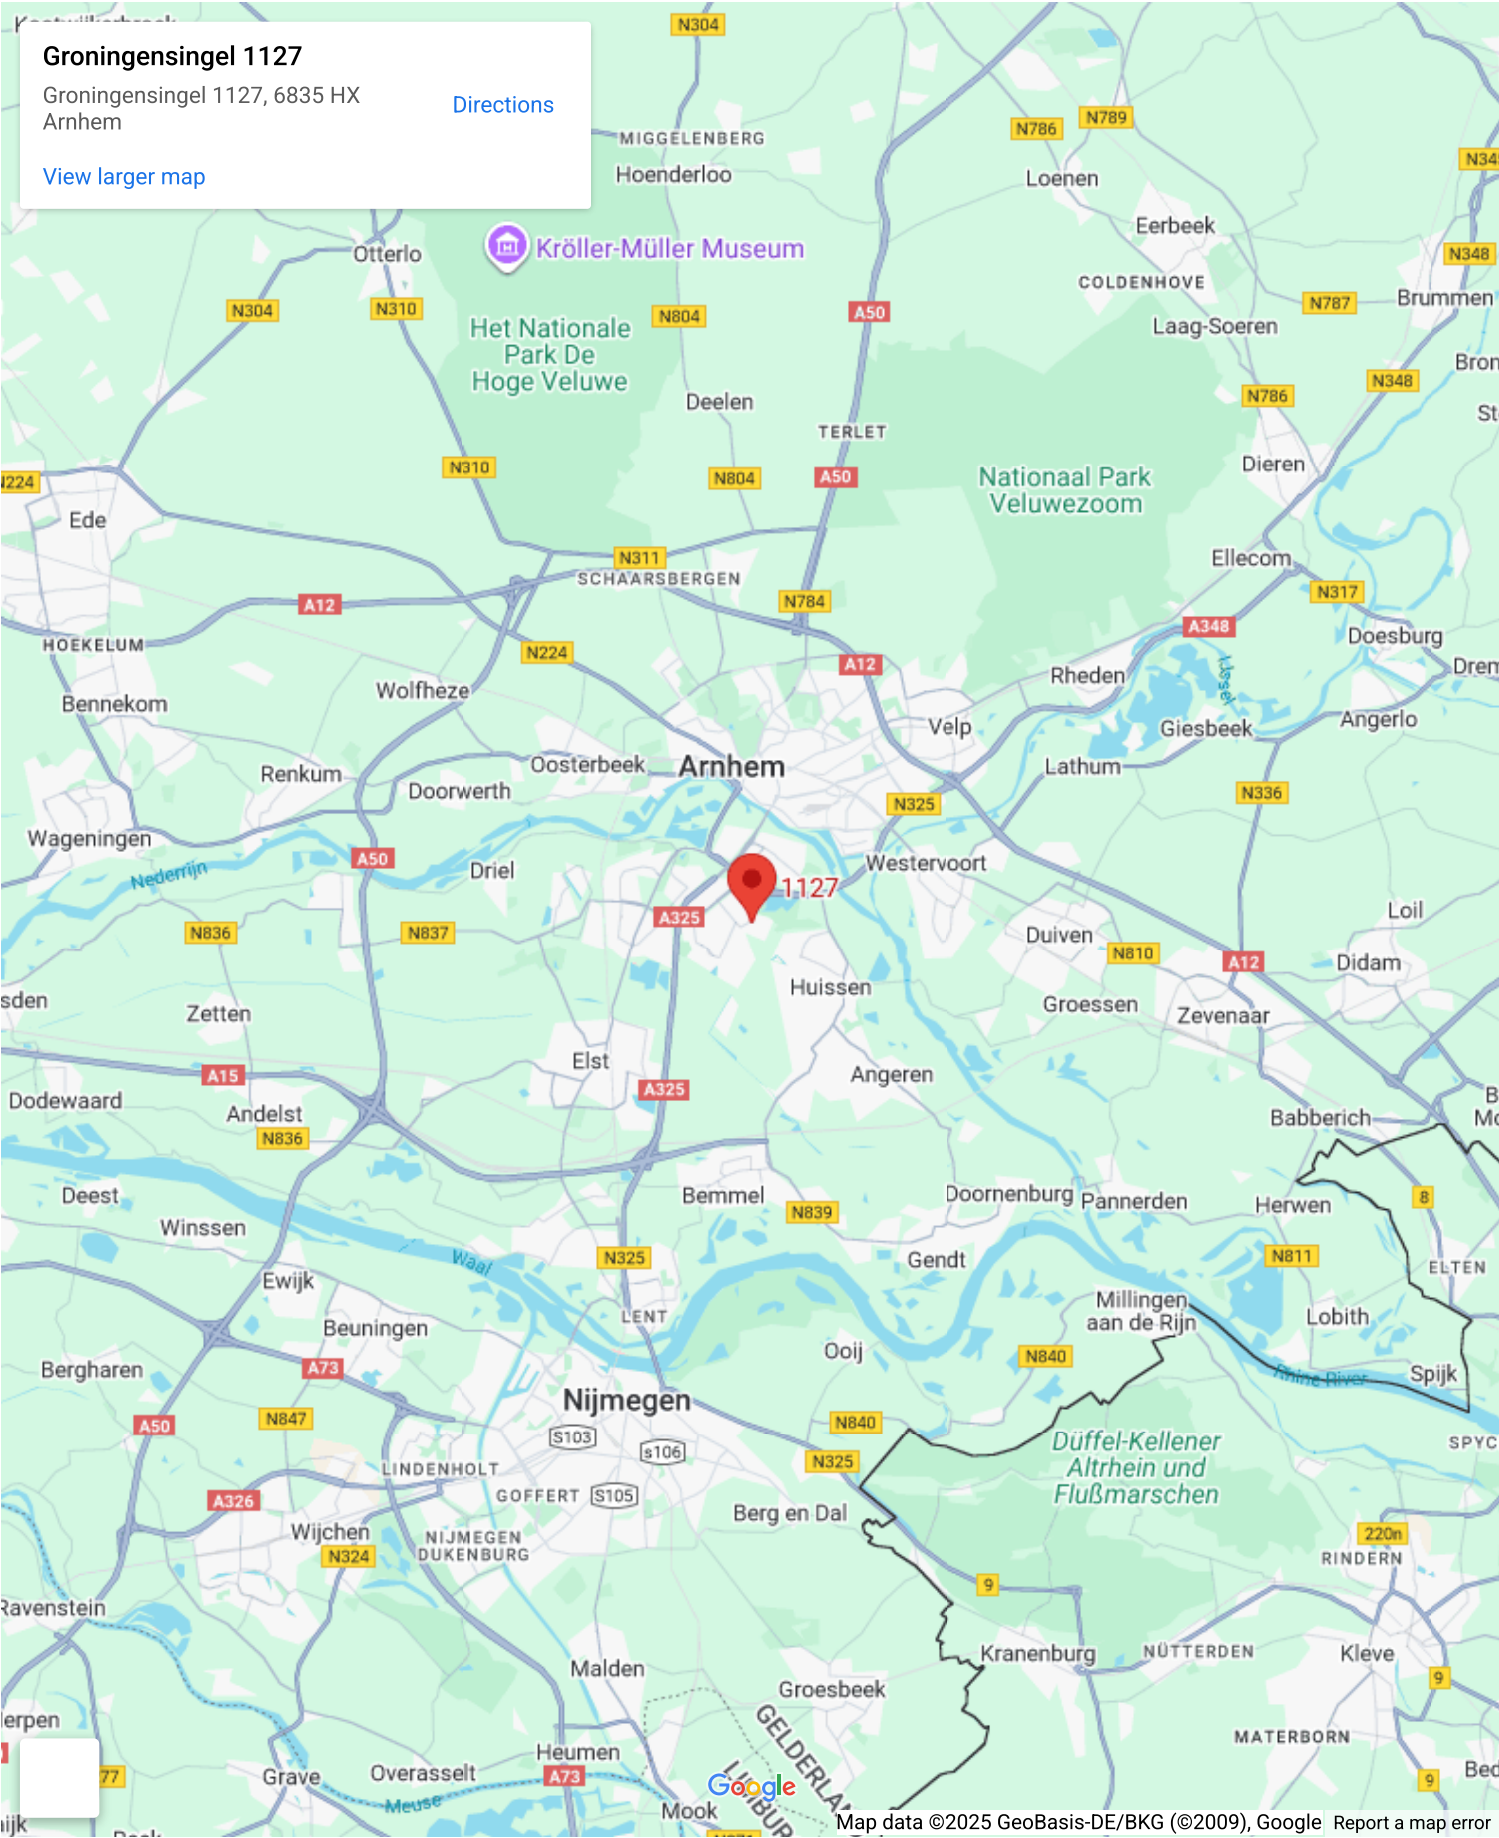 Groningensingel 1127
Groningensingel 1127, 6835 HX
Arnhem
Directions
View larger map
N304
MIGGELENBERG
Hoenderloo
N786
N789
Loenen
Eerbeek
COLDENHOVE
N348
Otterlo
Kröller-Müller Museum
N304
N310
N804
A50
N787
Brummen
Het Nationale
Park De
Hoge Veluwe
Laag-Soeren
Deelen
N348
N786
TERLET
N310
N804
A50
Nationaal Park
Veluwezoom
Dieren
Ede
N311
SCHAARSBERGEN
Ellecom
A12
N784
N317
A348
HOEKELUM
N224
A12
Doesburg
Bennekom
Wolfheze
Rheden
IJssel
Velp
Giesbeek
Angerlo
Renkum
Doorwerth
Oosterbeek
Arnhem
Lathum
N325
N336
Wageningen
A50
Nederrijn
Driel
1127
Westervoort
A325
N836
N837
Duiven
N810
Loil
A12
Didam
Zetten
Huissen
Groessen
Zevenaar
Elst
A15
A325
Angeren
Dodewaard
Andelst
N836
Babberich
Deest
Bemmel
N839
Doornenburg
Pannerden
Herwen
8
Winssen
Waal
N325
Gendt
N811
ELTEN
Ewijk
Beuningen
LENT
Millingen
aan de Rijn
Lobith
Bergharen
A73
Ooij
N840
Rhine River
Spijk
Nijmegen
A50
N847
S103
s106
N840
N325
Düffel-Kellener
Altrhein und
Flußmarschen
LINDENHOLT
GOFFERT
S105
A326
Berg en Dal
Wijchen
N324
NIJMEGEN
DUKENBURG
220n
RINDERN
9
Ravenstein
Kranenburg
NÜTTERDEN
Kleve
Malden
Groesbeek
9
MATERBORN
Heumen
A73
Overasselt
Grave
Meuse
Google
9
Mook
Map data ©2025 GeoBasis-DE/BKG (©2009), Google
Report a map error